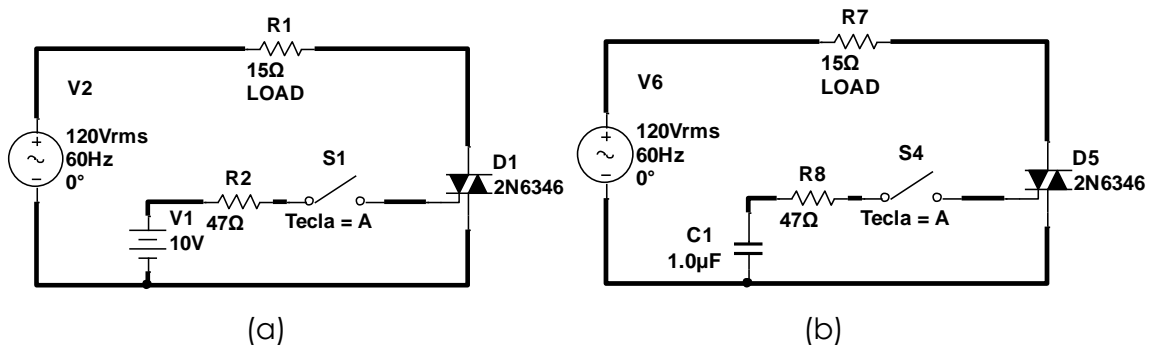 R1
15Ω
LOAD
V2
120Vrms
60Hz
0°
S1
D1
2N6346
R2
47Ω
Tecla = A
V1
10V
(a)
R7
15Ω
LOAD
V6
120Vrms
60Hz
0°
S4
D5
2N6346
R8
47Ω
Tecla = A
C1
1.0µF
(b)